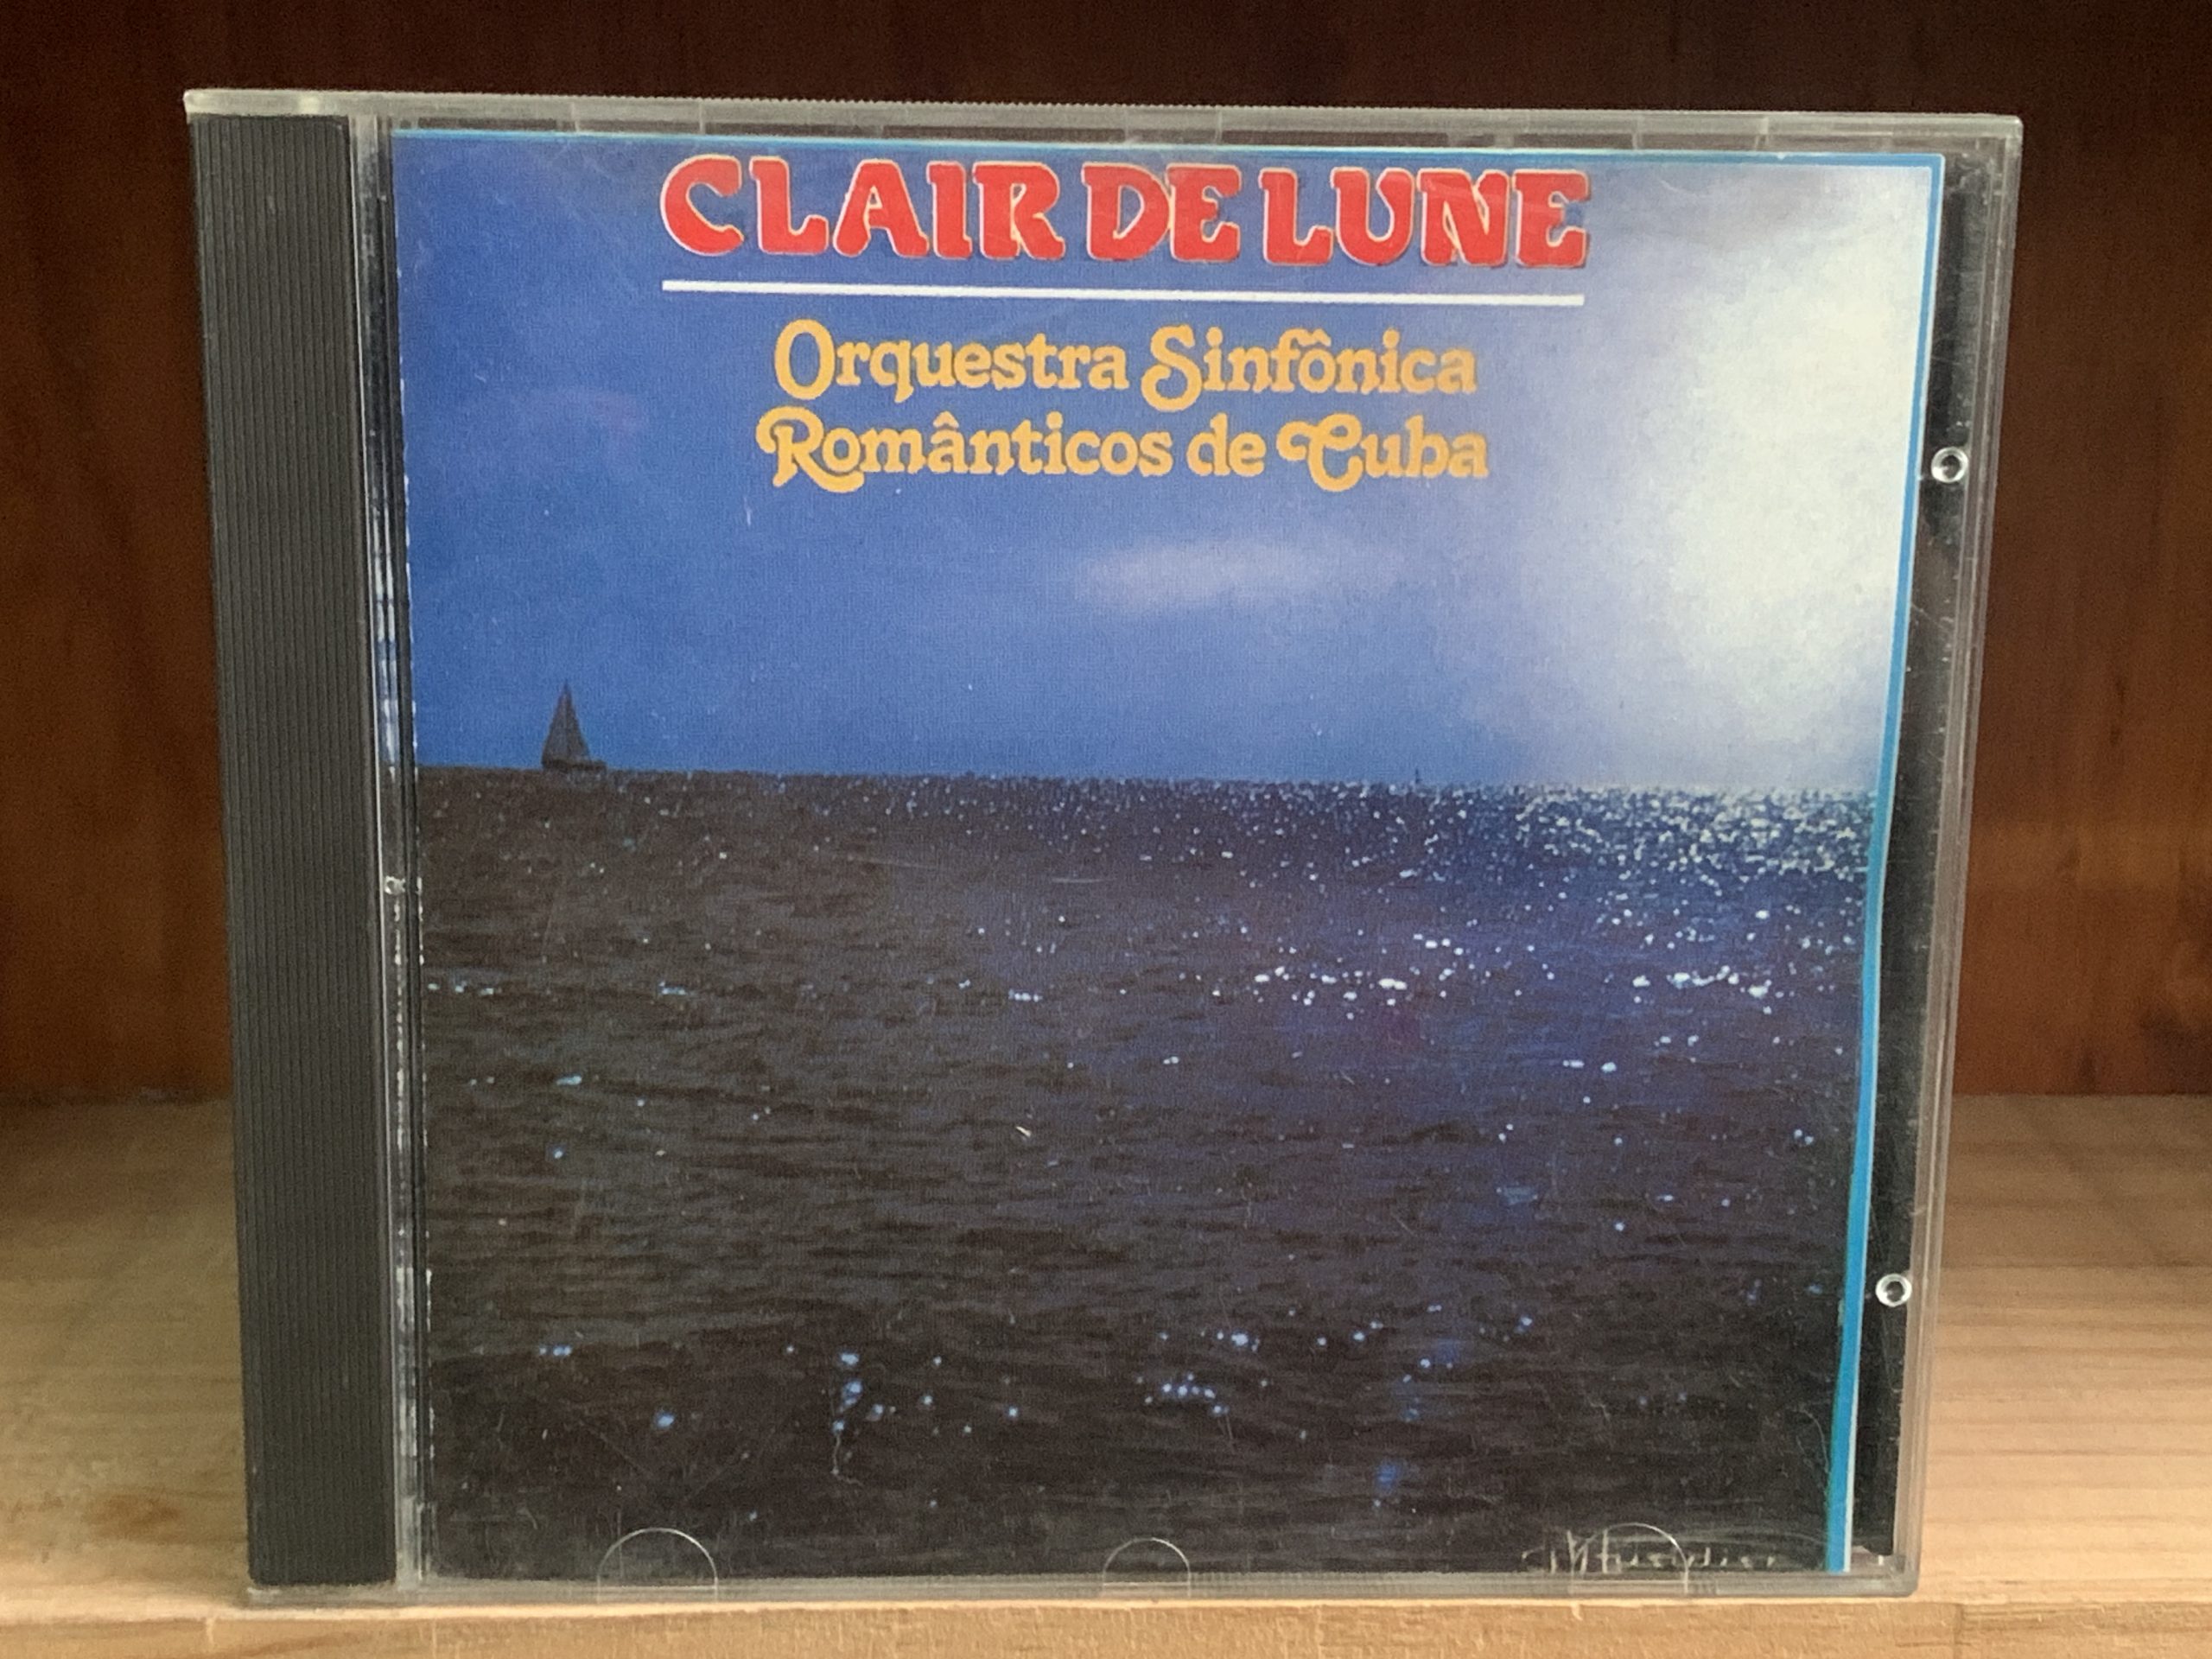 CLAIR DE LUNE
Orquestra Sinfônica
Românticos de Cuba